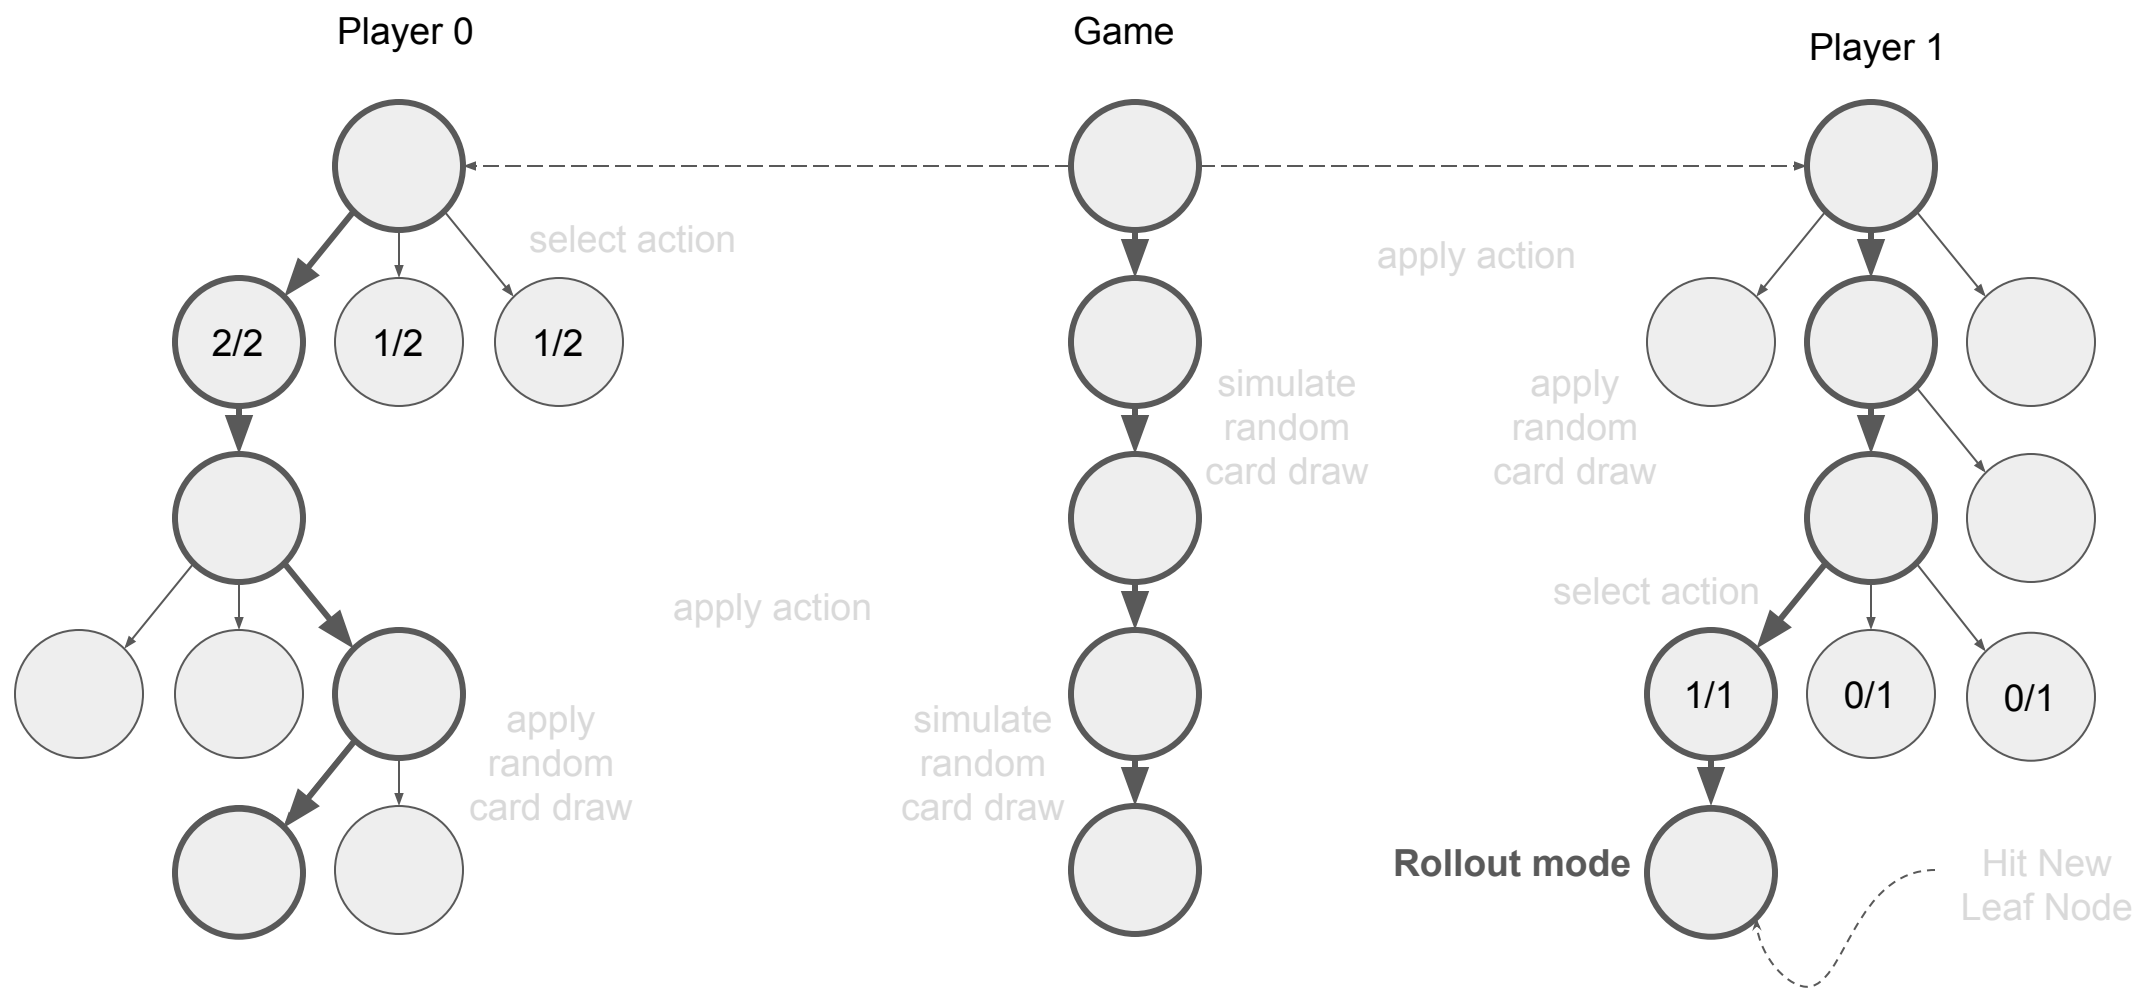 Player 0
Game
Player 1
select action
apply action
2/2
1/2
1/2
simulate
random
card draw
apply
random
card draw
apply action
select action
1/1
0/1
0/1
apply
random
card draw
simulate
random
card draw
Rollout mode
Hit New
Leaf Node